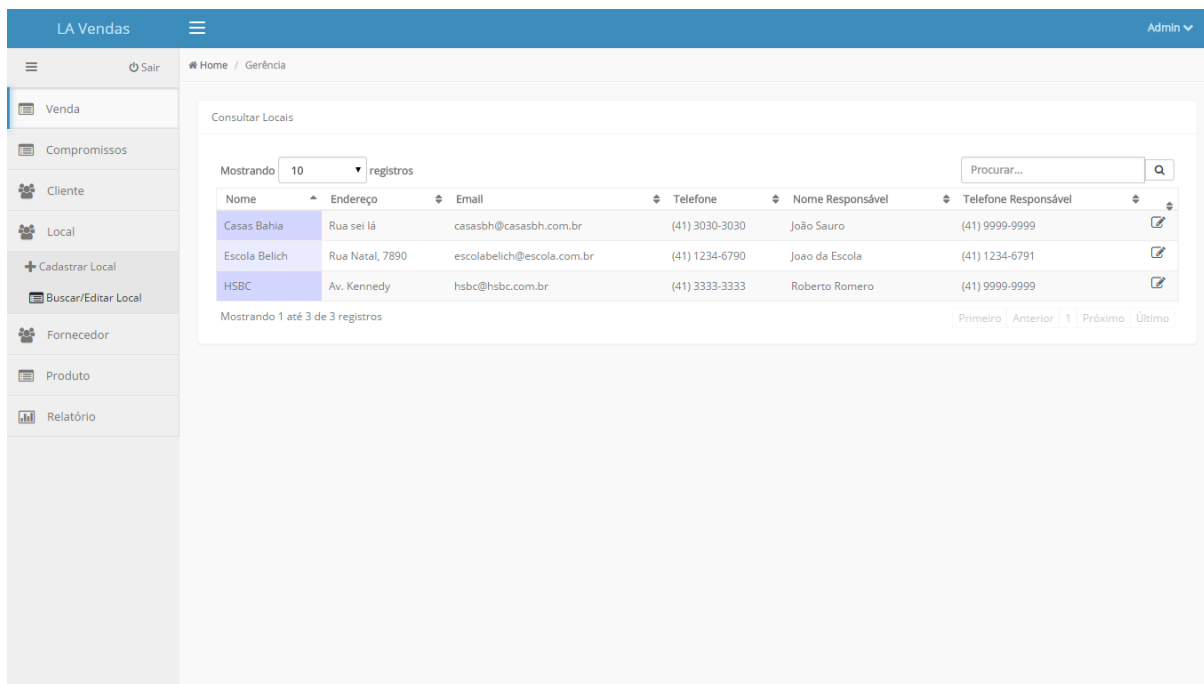 LA Vendas Admin
Sair Home / Gerência
Venda
Consultar Locais
Compromissos
Mostrando 10 registros Procurar...
Cliente
Nome Endereço Email Telefone Nome Responsável Telefone Responsável
Local
Casas Bahia Rua sei lá casasbh@casasbh.com.br (41) 3030-3030 João Sauro (41) 9999-9999
Escola Belich Rua Natal, 7890 escolabelich@escola.com.br (41) 1234-6790 Joao da Escola (41) 1234-6791
Cadastrar Local
HSBC Av. Kennedy hsbc@hsbc.com.br (41) 3333-3333 Roberto Romero (41) 9999-9999
Buscar/Editar Local
Mostrando 1 até 3 de 3 registros Primeiro Anterior 1 Próximo Último
Fornecedor
Produto
Relatório